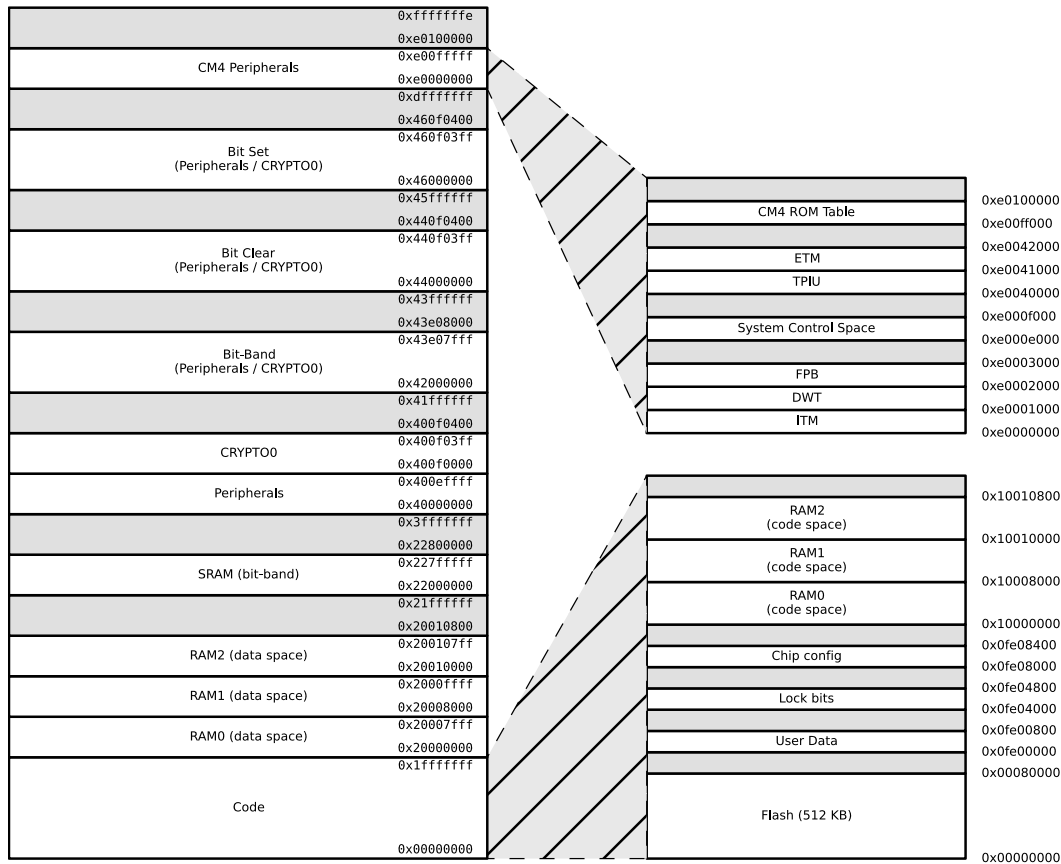 0xfffffffe
0xe0100000
0xe00fffff
CM4 Peripherals
0xe0000000
0xdfffffff
0x460f0400
0x460f03ff
Bit Set
(Peripherals / CRYPTO0)
0x46000000
0x45ffffff
0x440f0400
0x440f03ff
Bit Clear
(Peripherals / CRYPTO0)
0x44000000
0x43ffffff
0x43e08000
0x43e07fff
Bit-Band
(Peripherals / CRYPTO0)
0x42000000
0x41ffffff
0x400f0400
0x400f03ff
CRYPTO0
0x400f0000
0x400effff
Peripherals
0x40000000
0x3fffffff
0x22800000
0x227fffff
SRAM (bit-band)
0x22000000
0x21ffffff
0x20010800
0x200107ff
RAM2 (data space)
0x20010000
0x2000ffff
RAM1 (data space)
0x20008000
0x20007fff
RAM0 (data space)
0x20000000
0x1fffffff
Code
0x00000000
0xe0100000
CM4 ROM Table
0xe00ff000
0xe0042000
ETM
0xe0041000
TPIU
0xe0040000
0xe000f000
System Control Space
0xe000e000
0xe0003000
FPB
0xe0002000
DWT
0xe0001000
ITM
0xe0000000
0x10010800
RAM2
(code space)
0x10010000
RAM1
(code space)
0x10008000
RAM0
(code space)
0x10000000
0x0fe08400
Chip config
0x0fe08000
0x0fe04800
Lock bits
0x0fe04000
0x0fe00800
User Data
0x0fe00000
0x00080000
Flash (512 KB)
0x00000000